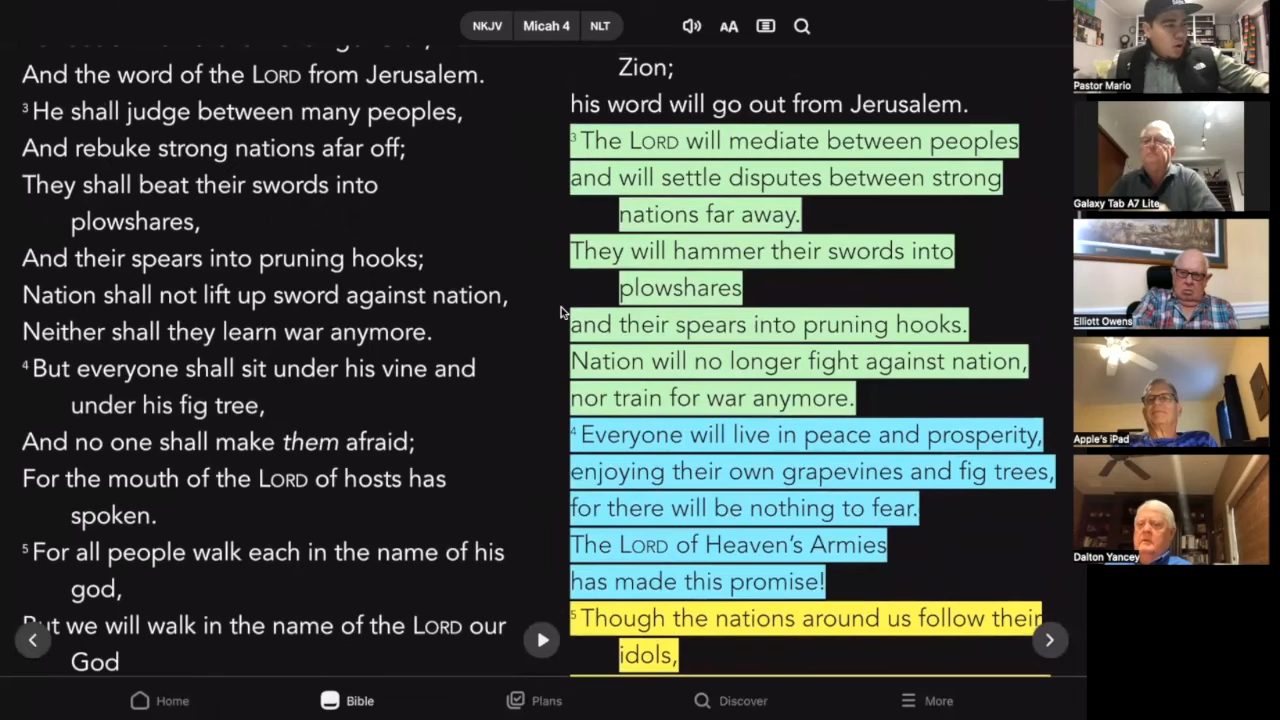 NKJV Micah 4 NLT
AA
And the word of the LORD from Jerusalem.
3 He shall judge between many peoples,
And rebuke strong nations afar off;
They shall beat their swords into
plowshares,
And their spears into pruning hooks;
Nation shall not lift up sword against nation,
Neither shall they learn war anymore.
4 But everyone shall sit under his vine and
under his fig tree,
And no one shall make them afraid;
For the mouth of the LORD of hosts has
spoken.
5 For all people walk each in the name of his
god,
But we will walk in the name of the LORD our
God
Zion;
his word will go out from Jerusalem.
3 The LORD will mediate between peoples
and will settle disputes between strong
nations far away.
They will hammer their swords into
plowshares
and their spears into pruning hooks.
Nation will no longer fight against nation,
nor train for war anymore.
4 Everyone will live in peace and prosperity,
enjoying their own grapevines and fig trees,
for there will be nothing to fear.
The LORD of Heaven's Armies
has made this promise!
5 Though the nations around us follow their
idols,
Home Bible Plans Discover More
Pastor Mario
Galaxy Tab A7 Lite
Elliott Owens
Apple's iPad
Dalton Yancey